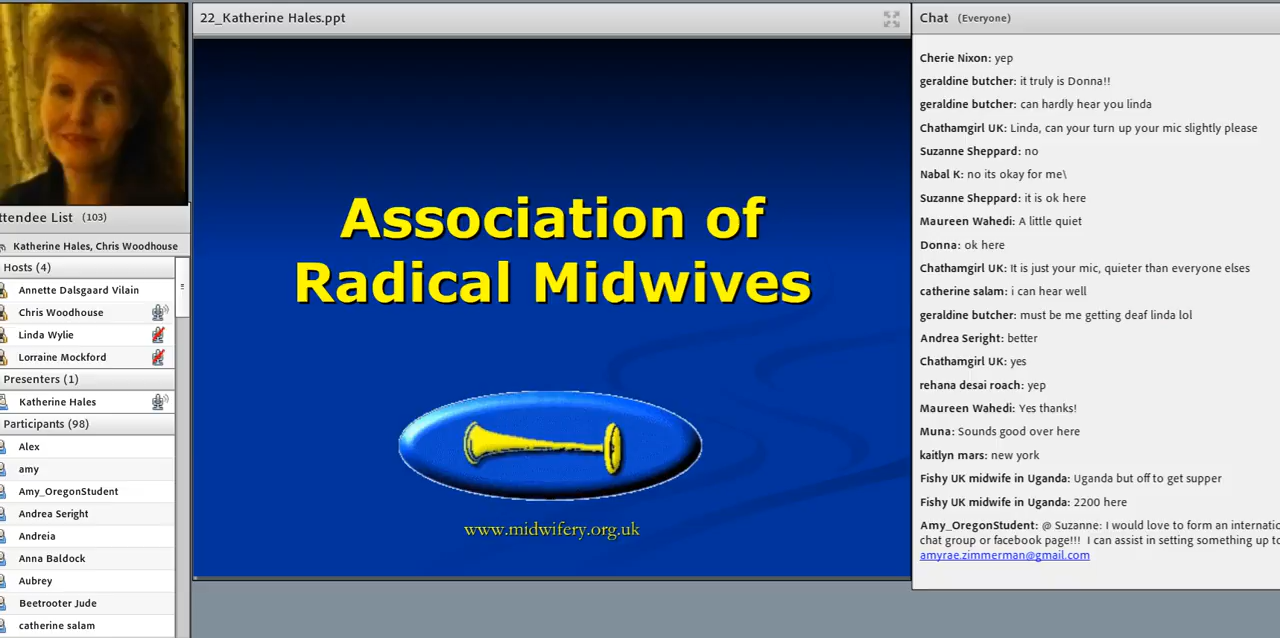 ttendee List (103)
Katherine Hales, Chris Woodhouse
Hosts (4)
Annette Dalsgaard Vilain
Chris Woodhouse
Linda Wylie
Lorraine Mockford
Presenters (1)
Katherine Hales
Participants (98)
Alex
amy
Amy_OregonStudent
Andrea Seright
Andreia
Anna Baldock
Aubrey
Beetrooter Jude
catherine salam
22_Katherine Hales.ppt
Association of
Radical Midwives
www.midwifery.org.uk
Chat (Everyone)
Cherie Nixon: yep
geraldine butcher: it truly is Donna!!
geraldine butcher: can hardly hear you linda
Chathamgirl UK: Linda, can your turn up your mic slightly please
Suzanne Sheppard: no
Nabal K: no its okay for me\
Suzanne Sheppard: it is ok here
Maureen Wahedi: A little quiet
Donna: ok here
Chathamgirl UK: It is just your mic, quieter than everyone elses
catherine salam: i can hear well
geraldine butcher: must be me getting deaf linda lol
Andrea Seright: better
Chathamgirl UK: yes
rehana desai roach: yep
Maureen Wahedi: Yes thanks!
Muna: Sounds good over here
kaitlyn mars: new york
Fishy UK midwife in Uganda: Uganda but off to get supper
Fishy UK midwife in Uganda: 2200 here
Amy_OregonStudent: @ Suzanne: I would love to form an internatio
chat group or facebook page!!! I can assist in setting something up to
amyrae.zimmerman@gmail.com